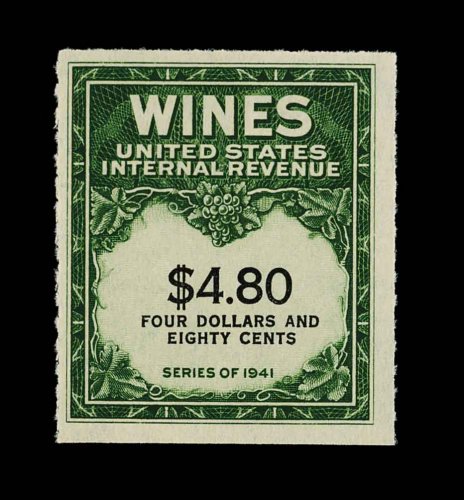 WINES
UNITED STATES
INTERNAL REVENUE
$4.80
FOUR DOLLARS AND
EIGHTY CENTS
SERIES OF 1941